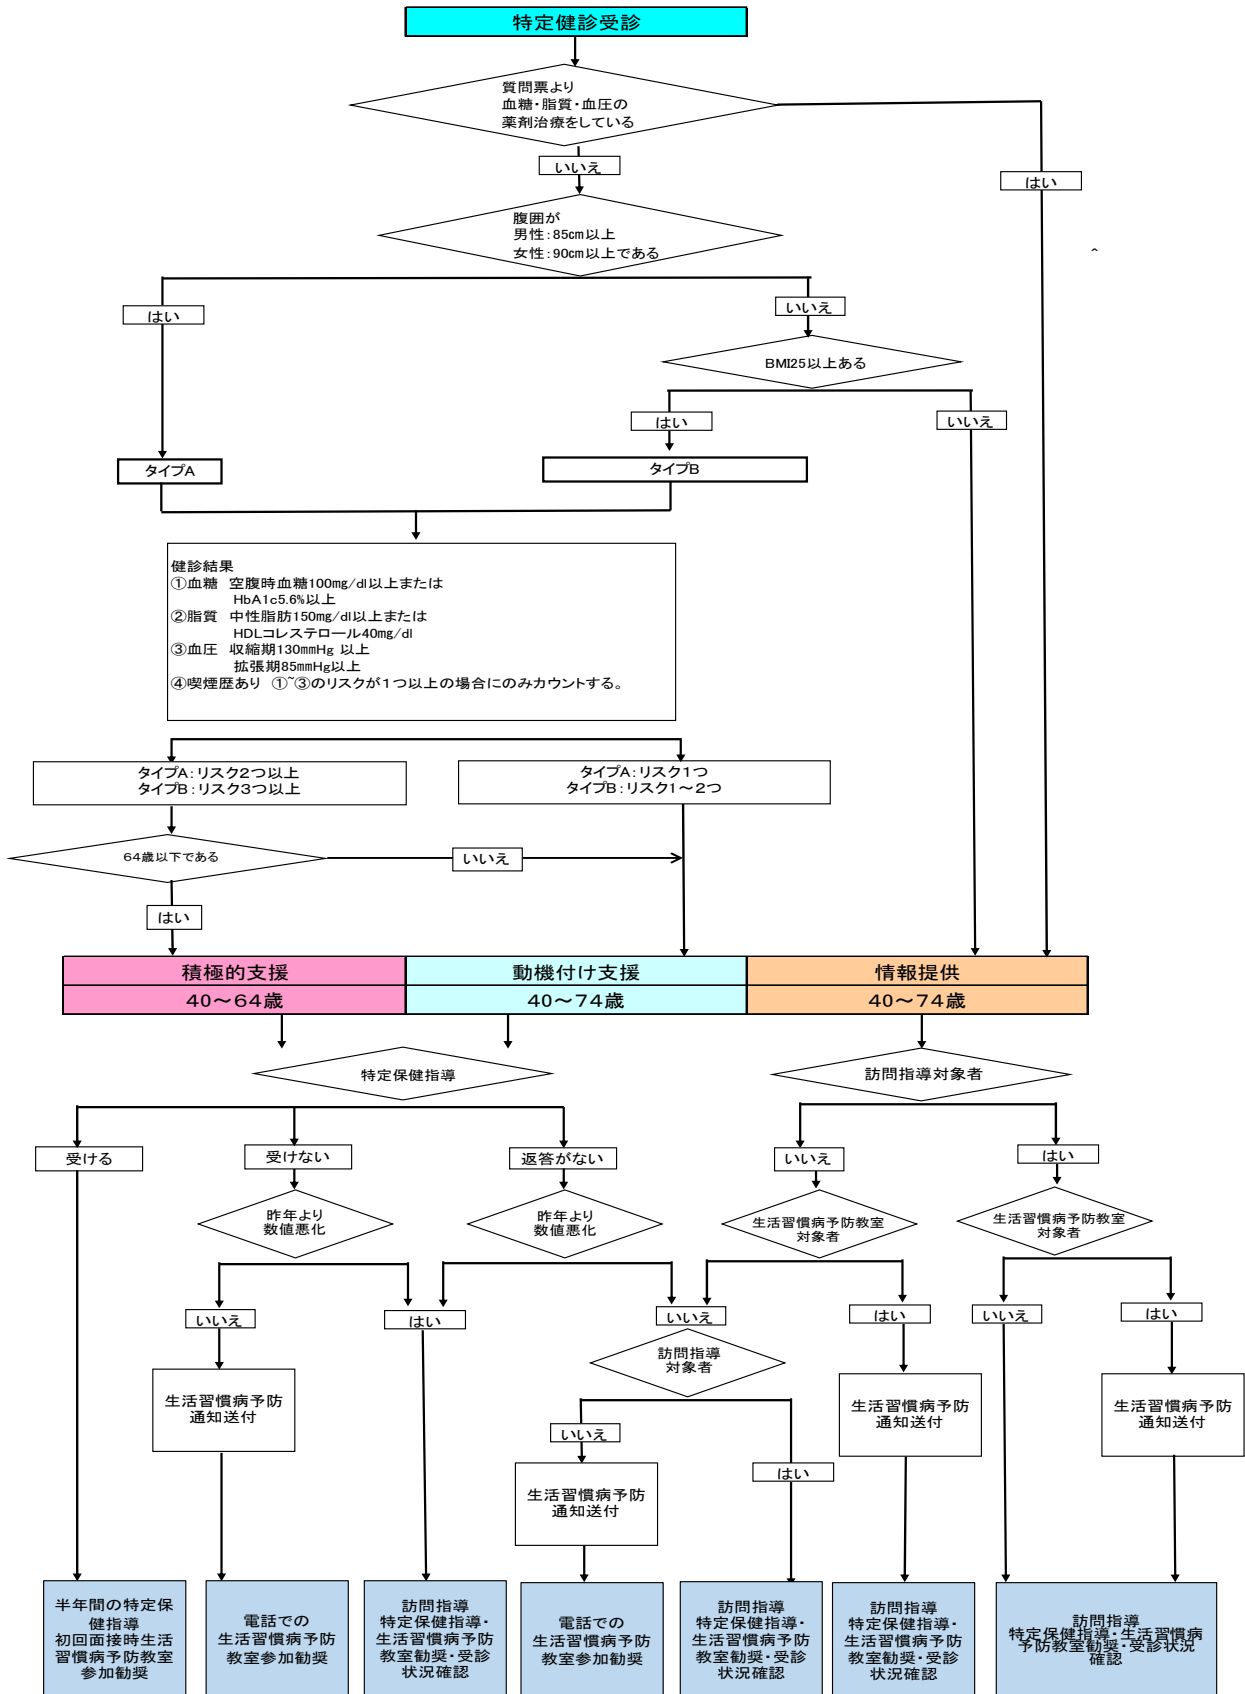 特定健診受診
質問票より
血糖・脂質・血圧の
薬剤治療をしている
いいえ
はい
腹囲が
男性：85㎝以上
女性：90㎝以上である
^
はい
いいえ
BMI25以上ある
はい
いいえ
タイプA
タイプB
健診結果
①血糖　空腹時血糖100mg/dl以上または
HbA1c5.6%以上
②脂質　中性脂肪150mg/dl以上または
HDLコレステロール40mg/dl
③血圧　収縮期130mmHg 以上
拡張期85mmHg以上
④喫煙歴あり　①~③のリスクが１つ以上の場合にのみカウントする。
タイプA：リスク２つ以上
タイプB：リスク３つ以上
タイプA：リスク１つ
タイプB：リスク１～２つ
６４歳以下である
いいえ
はい
積極的支援
動機付け支援
情報提供
４０～６４歳
４０～７４歳
４０～７４歳
特定保健指導
訪問指導対象者
受ける
受けない
返答がない
いいえ
はい
昨年より
数値悪化
昨年より
数値悪化
生活習慣病予防教室
対象者
生活習慣病予防教室
対象者
いいえ
はい
いいえ
はい
いいえ
はい
訪問指導
対象者
生活習慣病予防
通知送付
生活習慣病予防
通知送付
生活習慣病予防
通知送付
いいえ
はい
生活習慣病予防
通知送付
半年間の特定保
健指導
初回面接時生活
習慣病予防教室
参加勧奨
電話での
生活習慣病予防
教室参加勧奨
訪問指導
特定保健指導・
生活習慣病予防
教室勧奨・受診
状況確認
電話での
生活習慣病予防
教室参加勧奨
訪問指導
特定保健指導・
生活習慣病予防
教室勧奨・受診
状況確認
訪問指導
特定保健指導・
生活習慣病予防
教室勧奨・受診
状況確認
訪問指導
特定保健指導・生活習慣病
予防教室勧奨・受診状況
確認